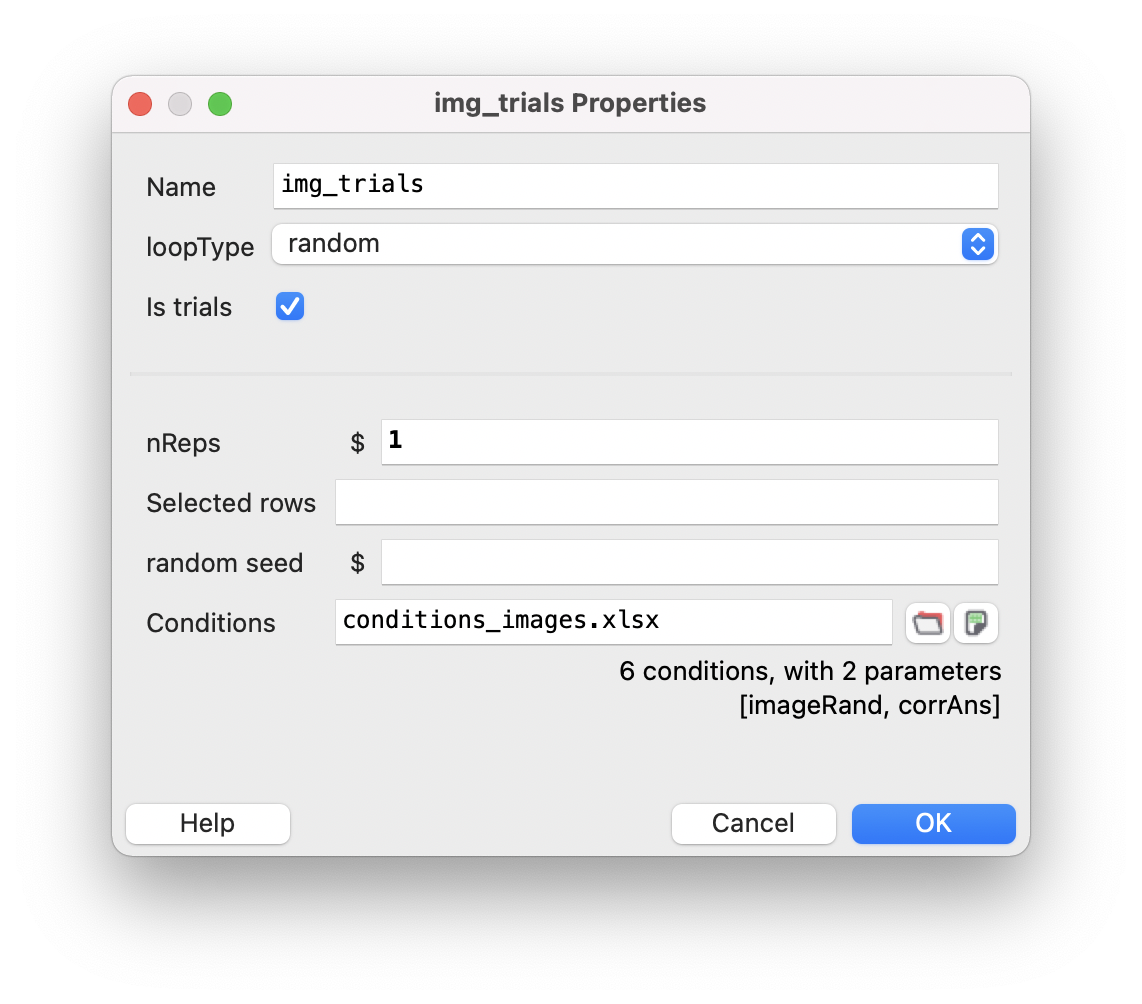 img_trials Properties
Name img_trials
loopType random
Is trials
nReps $ 1
Selected rows
random seed $
Conditions conditions_images.xlsx
6 conditions, with 2 parameters
[imageRand, corrAns]
Help Cancel OK